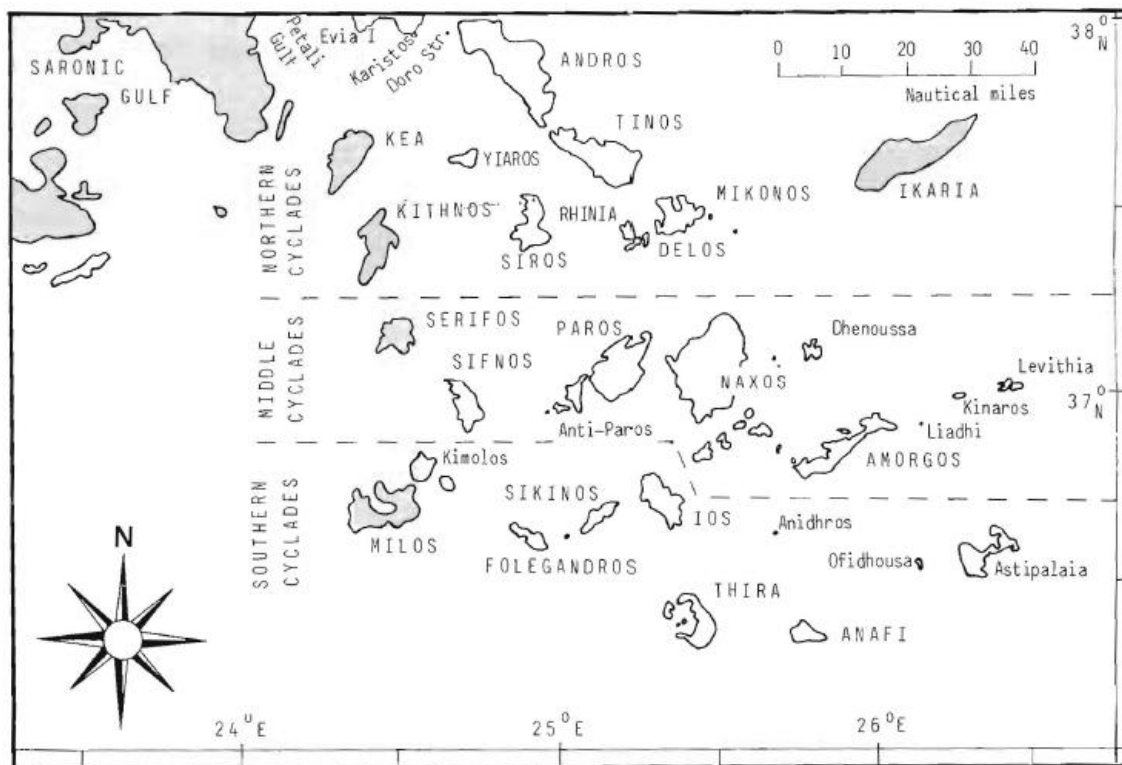 38°
N
Petali
Gulf
Evia I
Karistos
Doro Str.
SARONIC
GULF
ANDROS
0 10 20 30 40
Nautical miles
TINOS
KEA
YIAROS
IKARIA
MIKONOS
KITHNOS
RHINIA
DELOS
SIROS
NORTHERN
CYCLADES
SERIFOS
PAROS
Dhenoussa
SIFNOS
NAXOS
Levithia
37°
N
Kinaros
Anti-Paros
Liadhi
AMORGOS
MIDDLE
CYCLADES
Kimolos
SIKINOS
IOS
Anidhros
MILOS
FOLEGANDROS
Ofidhousa
Astipalaia
SOUTHERN
CYCLADES
THIRA
ANAFI
N
24°E
25°E
26°E